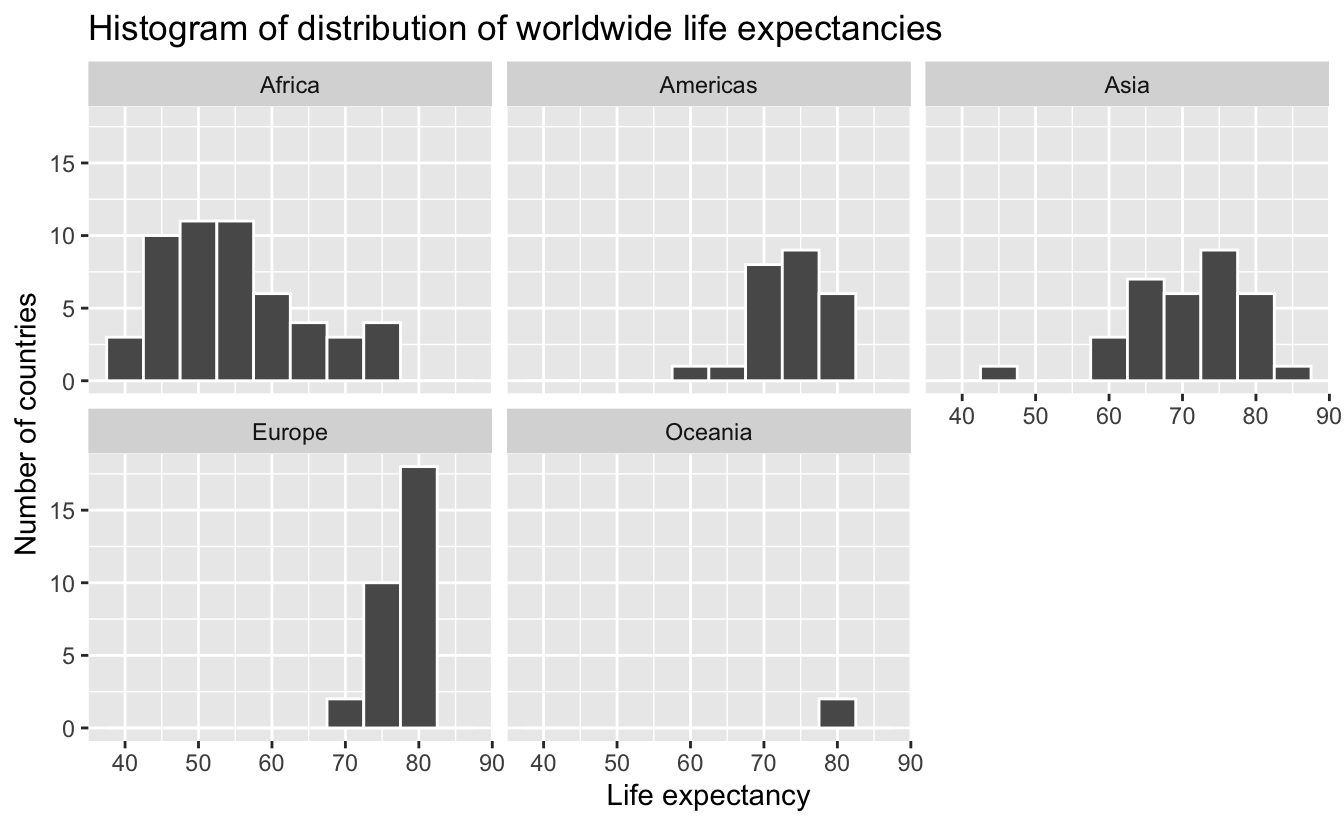 Histogram of distribution of worldwide life expectancies
Africa Americas Asia
15
10
5
0
40 50 60 70 80 90
Europe Oceania
15
10
5
0
40 50 60 70 80 90 40 50 60 70 80 90
Number of countries
Life expectancy